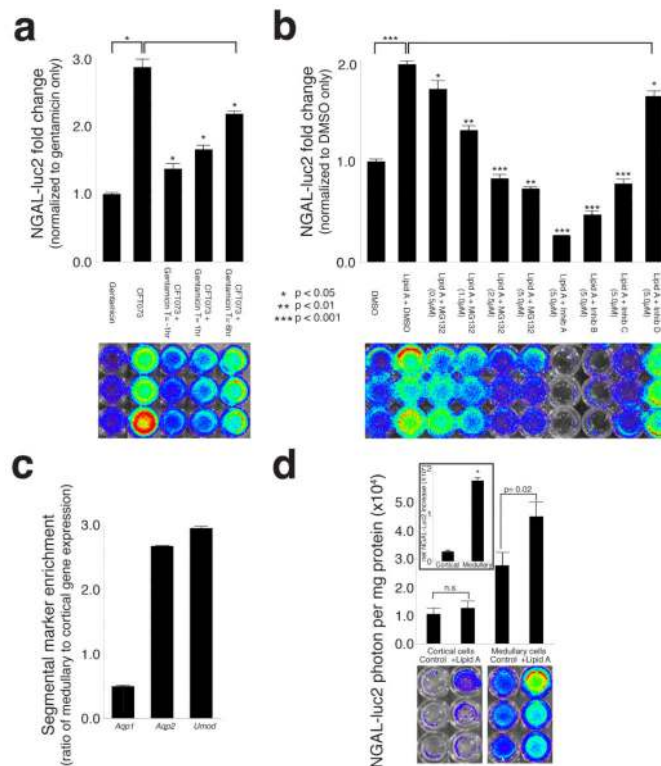 a
*
3.0
2.0
1.0
0.0
NGAL-luc2 fold change
(normalized to gentamicin only)
*
*
*
Gentamicin
CFT073
CFT073 +
Gentamicin T= -1hr
CFT073 +
Gentamicin T= 1hr
CFT073 +
Gentamicin T= 6hr
* p < 0.05
** p < 0.01
*** p < 0.001
b
***
2.0
1.0
0.0
NGAL-luc2 fold change
(normalized to DMSO only)
*
**
***
**
***
***
***
*
DMSO
Lipid A + DMSO
Lipid A + MG132
(0.5μM)
Lipid A + MG132
(1.0μM)
Lipid A + MG132
(2.5μM)
Lipid A + MG132
(5.0μM)
Lipid A + Inhib A
(5.0μM)
Lipid A + Inhib B
(5.0μM)
Lipid A + Inhib C
(5.0μM)
Lipid A + Inhib D
(5.0μM)
c
Segmental marker enrichment
(ratio of medullary to cortical gene expression)
3.0
2.0
1.0
0.0
Aqp1
Aqp2
Umod
d
NGAL-luc2 photon per mg protein (x10⁴)
5.0
4.0
3.0
2.0
1.0
0.0
2
1
0
*
Cortical
Medullary
n.s
p= 0.02
Cortical cells
Control +Lipid A
Medullary cells
Control +Lipid A